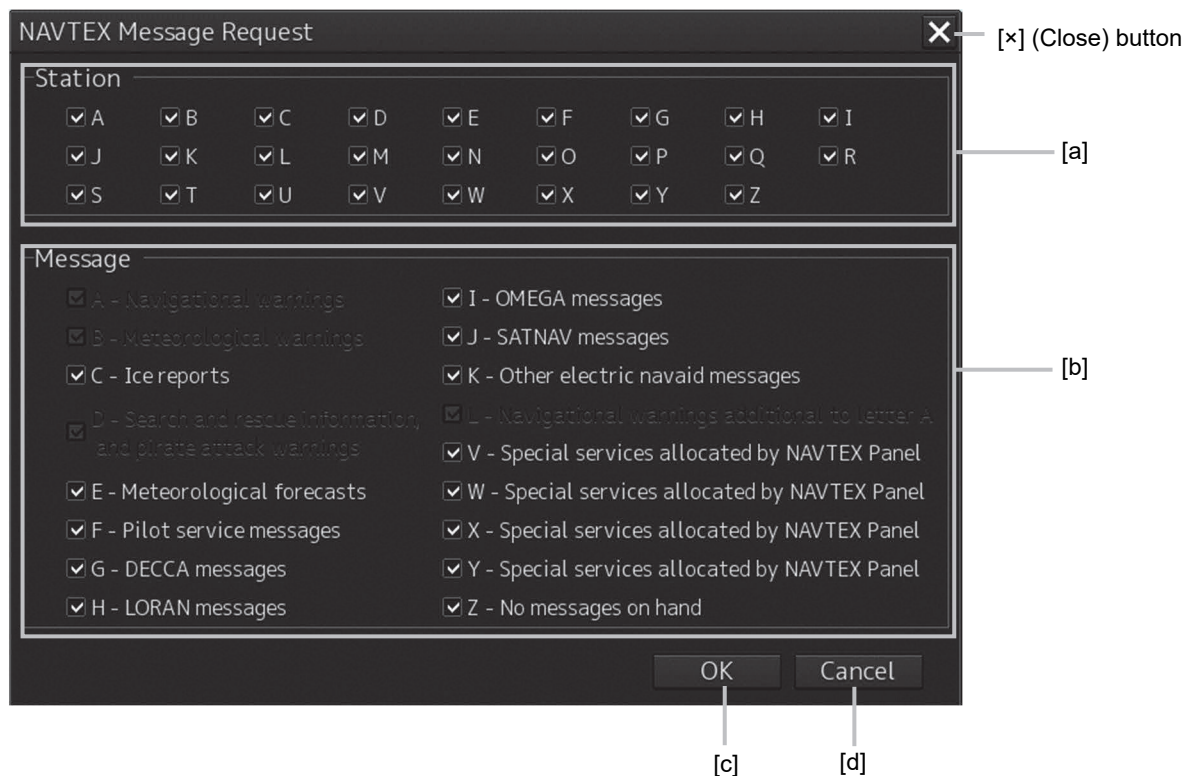 NAVTEX Message Request
[×] (Close) button
Station
A B C D E F G H I
J K L M N O P Q R
S T U V W X Y Z
[a]
Message
A - Navigational warnings
B - Meteorological warnings
C - Ice reports
D - Search and rescue information,
and pirate attack warnings
E - Meteorological forecasts
F - Pilot service messages
G - DECCA messages
H - LORAN messages
I - OMEGA messages
J - SATNAV messages
K - Other electric navaid messages
L - Navigational warnings additional to letter A
V - Special services allocated by NAVTEX Panel
W - Special services allocated by NAVTEX Panel
X - Special services allocated by NAVTEX Panel
Y - Special services allocated by NAVTEX Panel
Z - No messages on hand
[b]
OK Cancel
[c] [d]